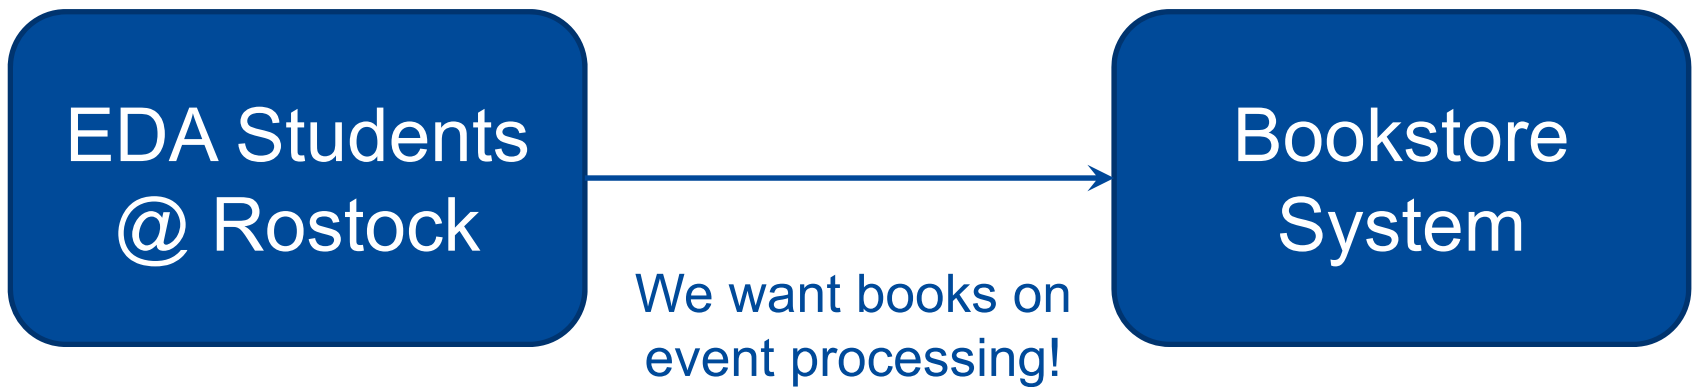 EDA Students
@ Rostock
We want books on
event processing!
Bookstore
System